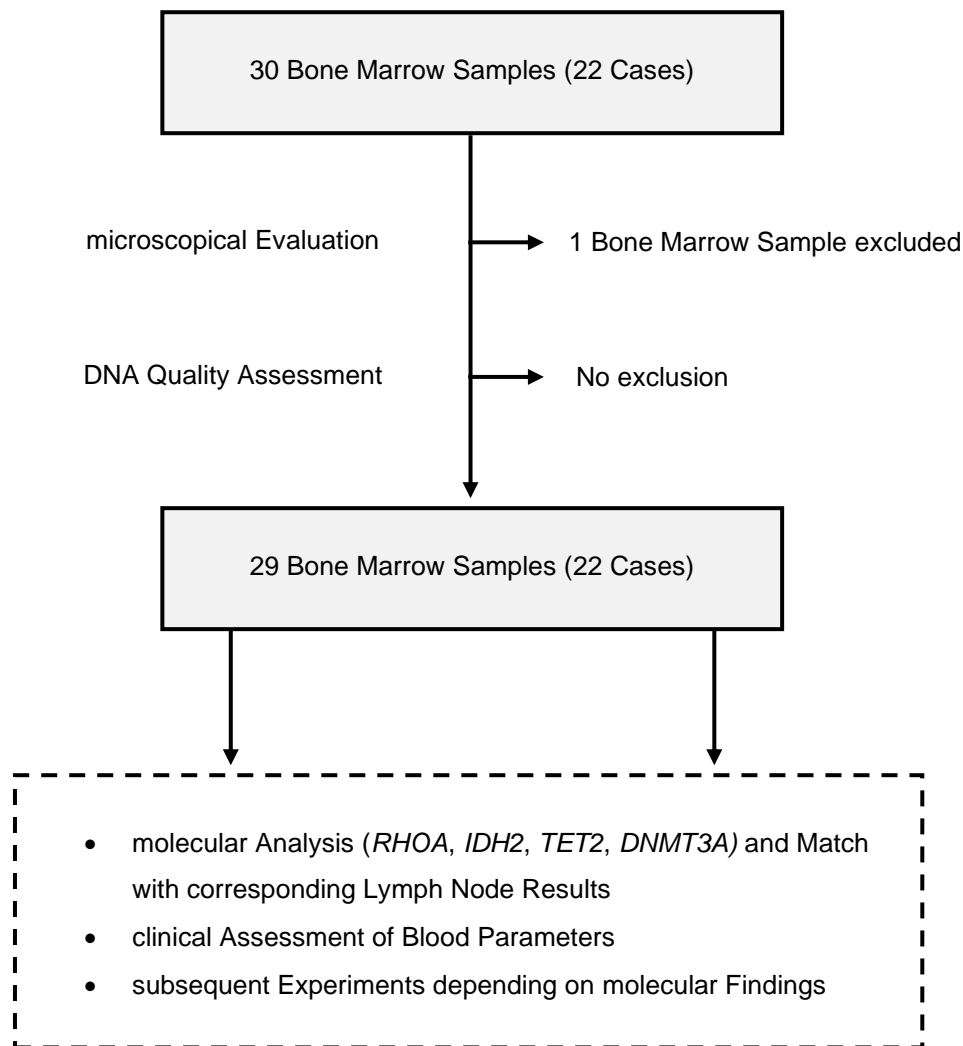 30 Bone Marrow Samples (22 Cases)
microscopical Evaluation
1 Bone Marrow Sample excluded
DNA Quality Assessment
No exclusion
29 Bone Marrow Samples (22 Cases)
• molecular Analysis (RHOA, IDH2, TET2, DNMT3A) and Match
with corresponding Lymph Node Results
• clinical Assessment of Blood Parameters
• subsequent Experiments depending on molecular Findings